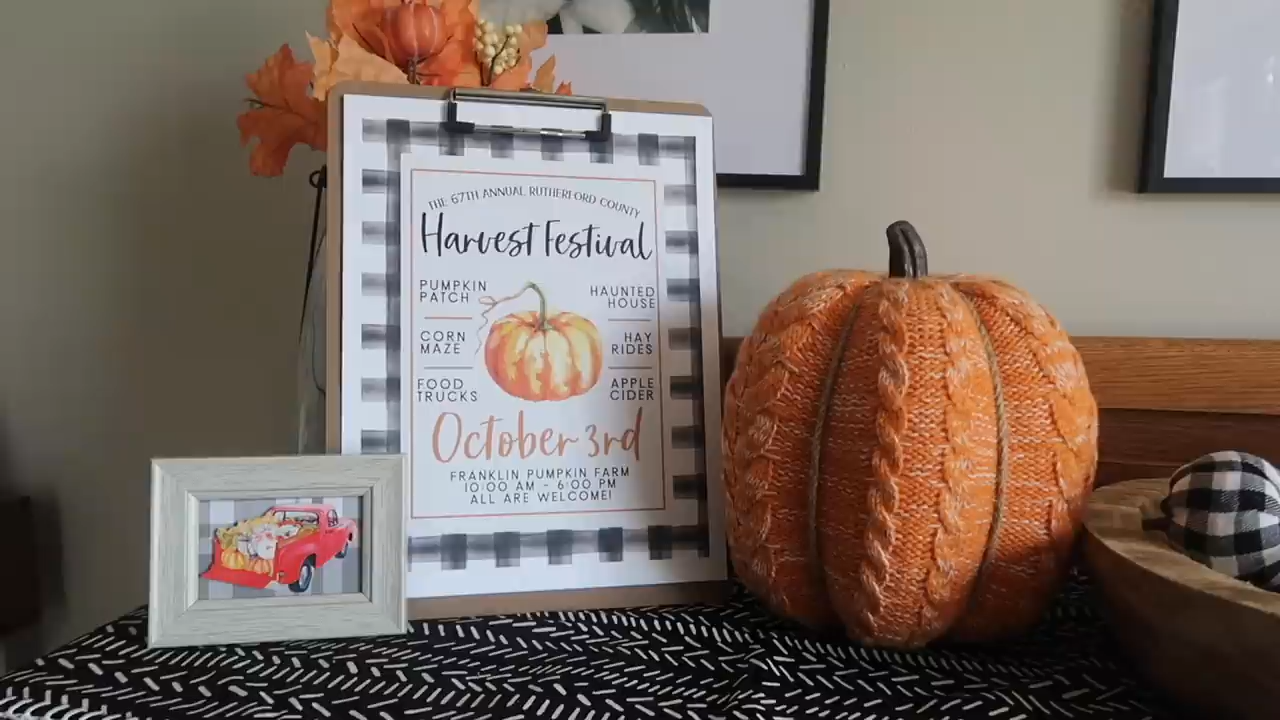 THE 67TH ANNUAL RUTHERFORD COUNTY
Harvest Festival
PUMPKIN
PATCH
CORN
MAZE
FOOD
TRUCKS
HAUNTED
HOUSE
HAY
RIDES
APPLE
CIDER
October 3rd
FRANKLIN PUMPKIN FARM
10:00 AM - 6:00 PM
ALL ARE WELCOME!